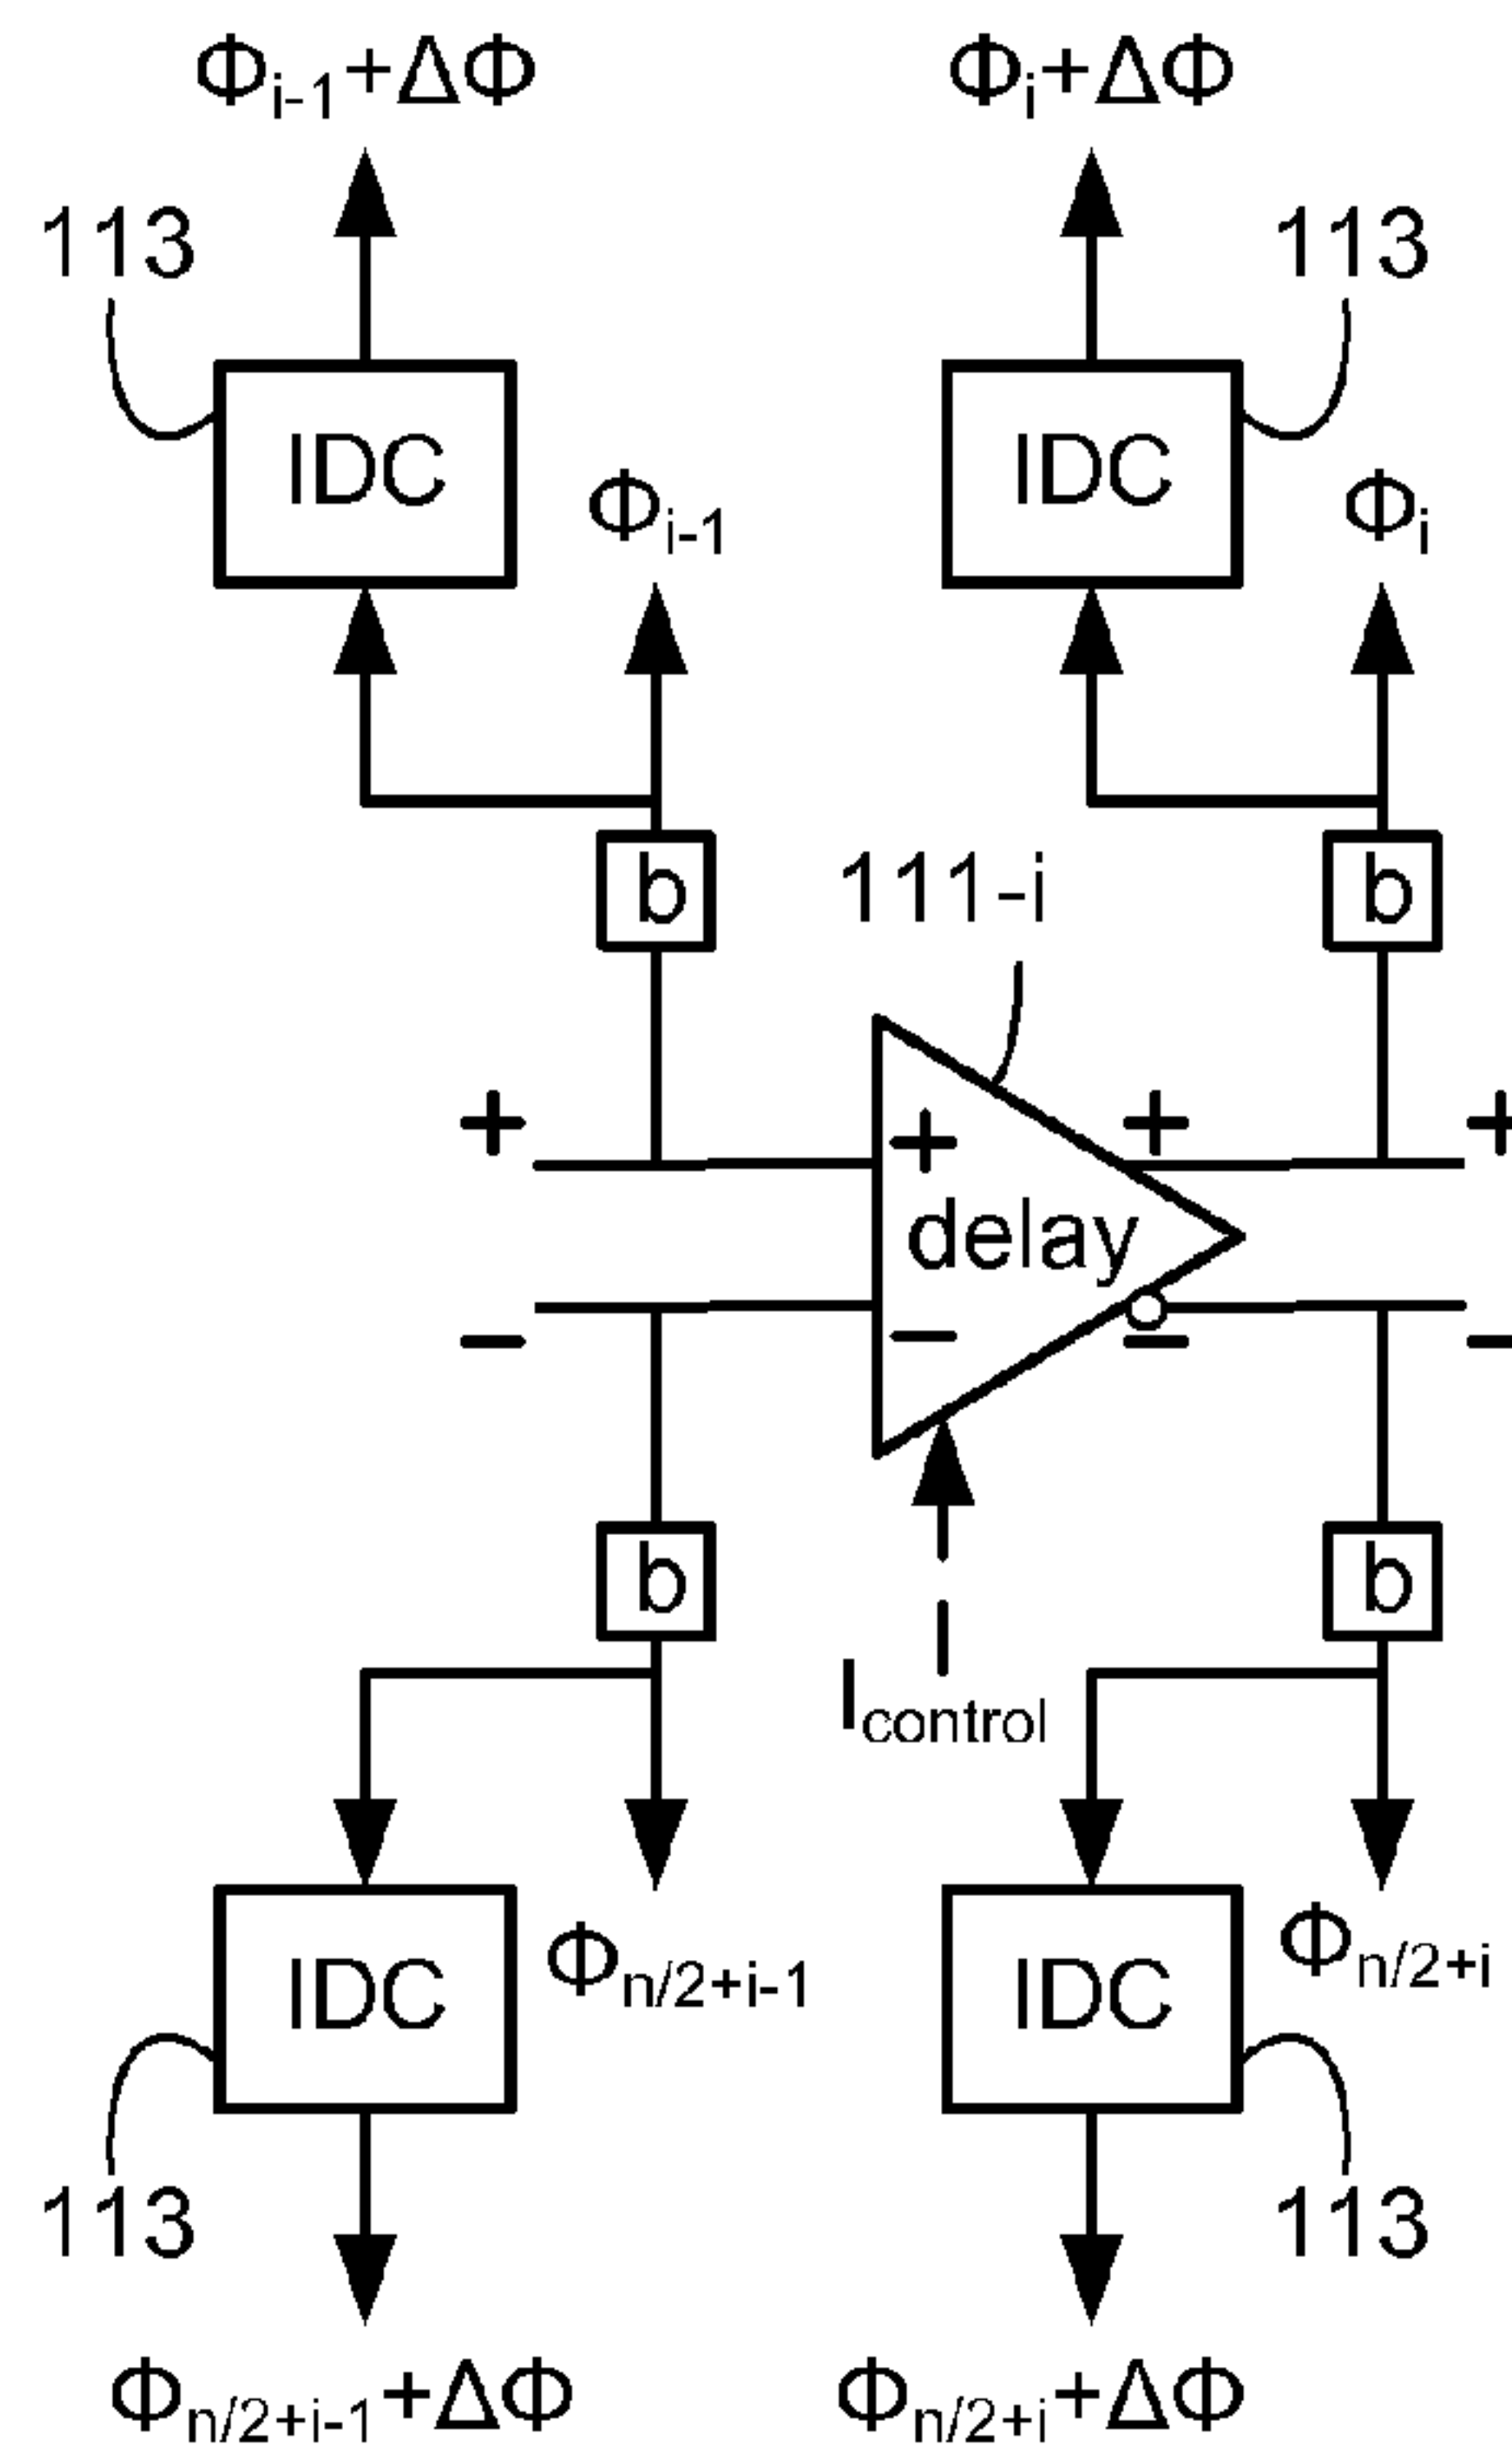 Φi-1+ΔΦ Φi+ΔΦ
113 113
IDC IDC
Φi-1 Φi
b b
111-i
+ + +
+
delay
− − − −
b b
Icontrol
IDC IDC
Φn/2+i-1 Φn/2+i
113 113
Φn/2+i-1+ΔΦ Φn/2+i+ΔΦ